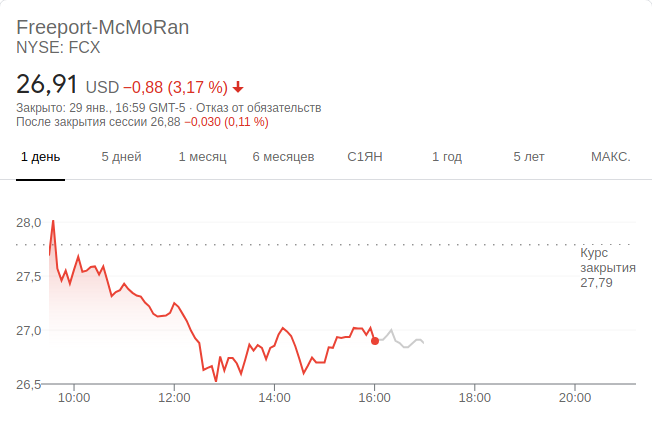 Freeport-McMoRan
NYSE: FCX
26,91 USD −0,88 (3,17 %)
Закрыто: 29 янв., 16:59 GMT-5 · Отказ от обязательств
После закрытия сессии 26,88 −0,030 (0,11 %)
1 день 5 дней 1 месяц 6 месяцев С1ЯН 1 год 5 лет МАКС.
28,0
Курс
закрытия
27,79
27,5
27,0
26,5
10:00 12:00 14:00 16:00 18:00 20:00